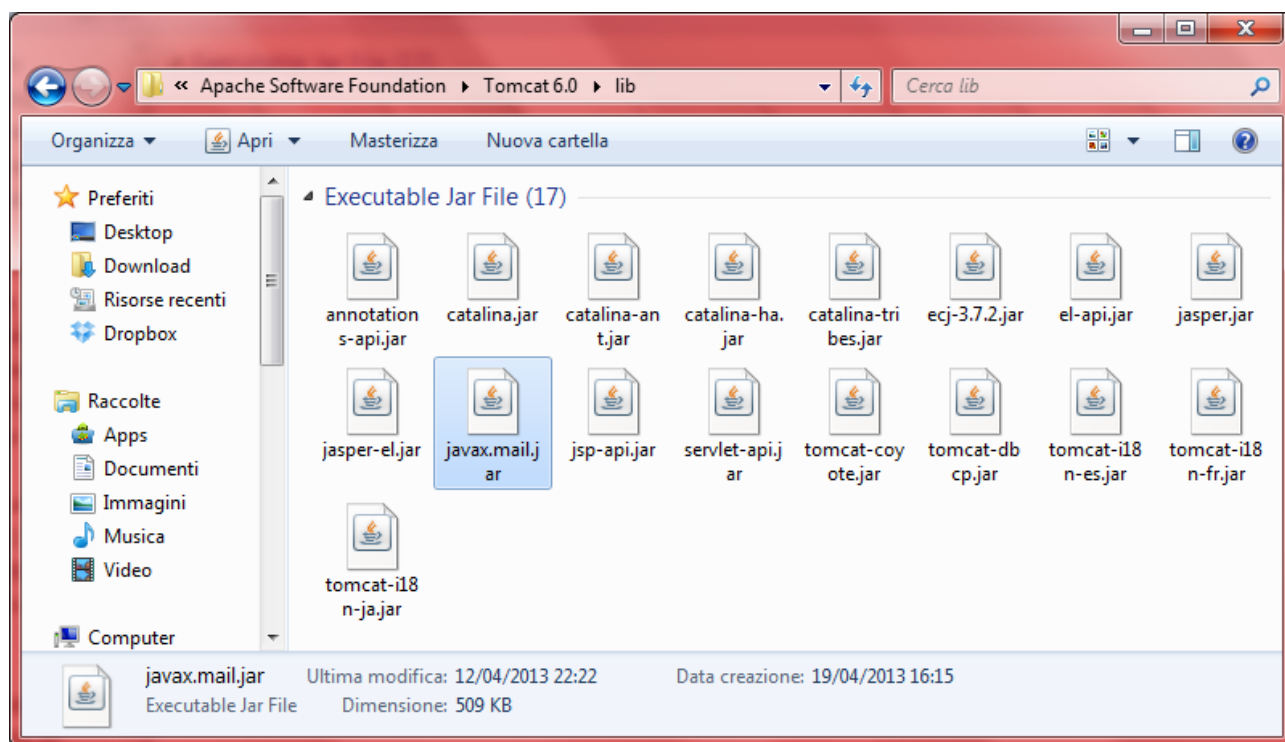 « Apache Software Foundation ▸ Tomcat 6.0 ▸ lib
Cerca lib
Organizza Apri Masterizza Nuova cartella
Preferiti
Desktop
Download
Risorse recenti
Dropbox
Raccolte
Apps
Documenti
Immagini
Musica
Video
Computer
Executable Jar File (17)
annotation
s-api.jar
catalina.jar
catalina-an
t.jar
catalina-ha.
jar
catalina-tri
bes.jar
ecj-3.7.2.jar
el-api.jar
jasper.jar
jasper-el.jar
javax.mail.j
ar
jsp-api.jar
servlet-api.j
ar
tomcat-coy
ote.jar
tomcat-db
cp.jar
tomcat-i18
n-es.jar
tomcat-i18
n-fr.jar
tomcat-i18
n-ja.jar
javax.mail.jar Ultima modifica: 12/04/2013 22:22 Data creazione: 19/04/2013 16:15
Executable Jar File Dimensione: 509 KB